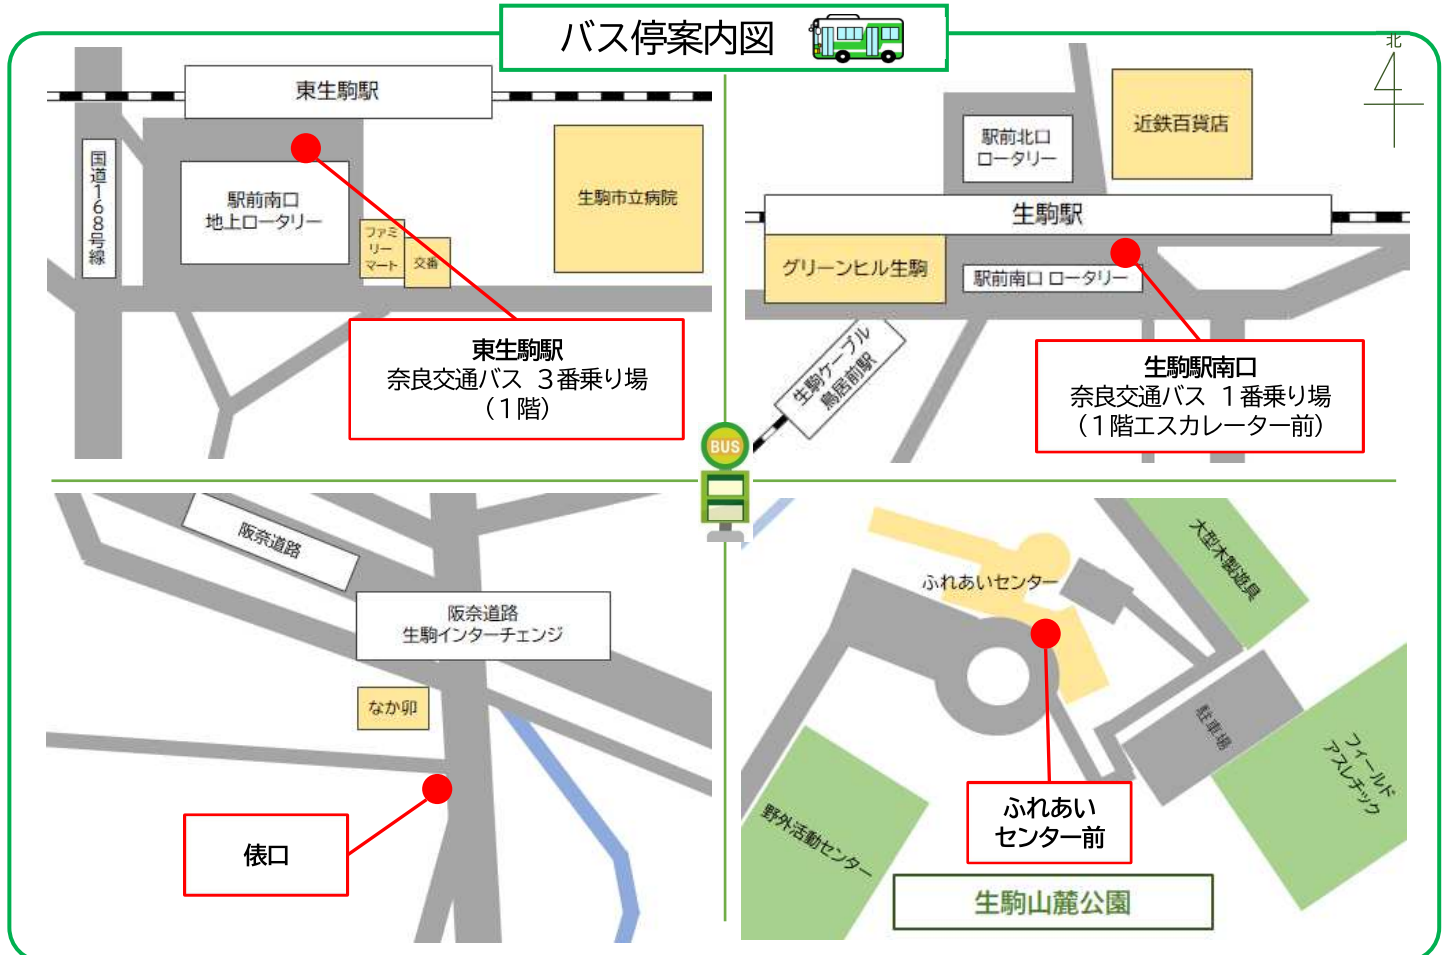 バス停案内図
北
東生駒駅
国道168号線
駅前南口
地上ロータリー
ファミ
リー
マート
交番
生駒市立病院
東生駒駅
奈良交通バス 3番乗り場
（1階）
駅前北口
ロータリー
近鉄百貨店
生駒駅
グリーンヒル生駒
駅前南口 ロータリー
生駒ケーブル
鳥居前駅
生駒駅南口
奈良交通バス 1番乗り場
（1階エスカレーター前）
BUS
阪奈道路
阪奈道路
生駒インターチェンジ
なか卯
俵口
大型木製遊具
ふれあいセンター
駐車場
フィールド
アスレチック
野外活動センター
ふれあい
センター前
生駒山麓公園